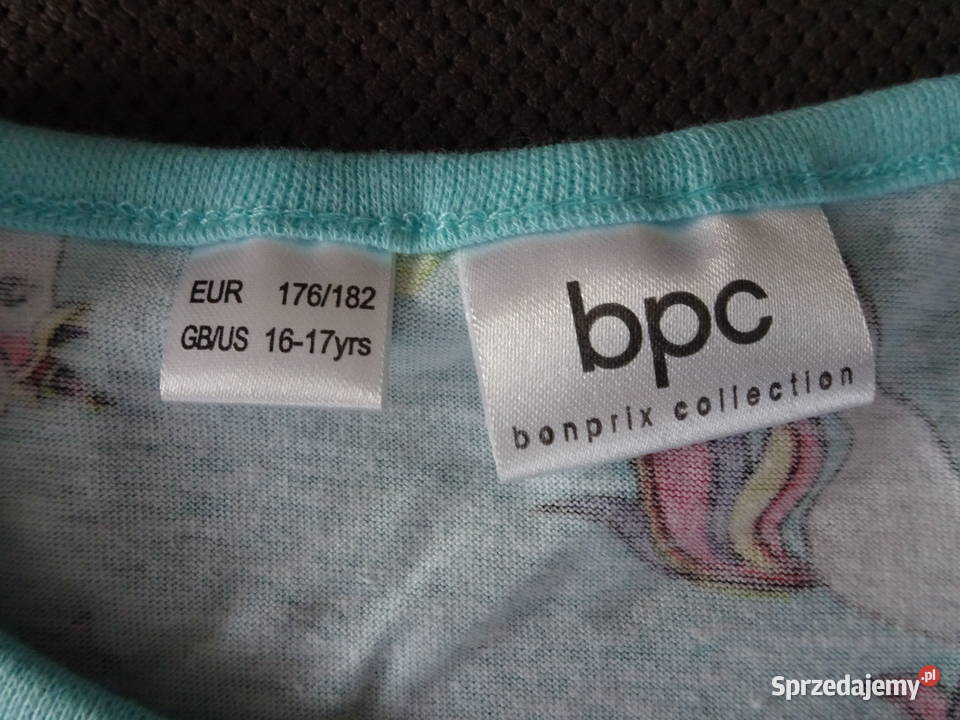 EUR 176/182
GB/US 16-17yrs
bpc
bonprix collection
Sprzedajemy.pl